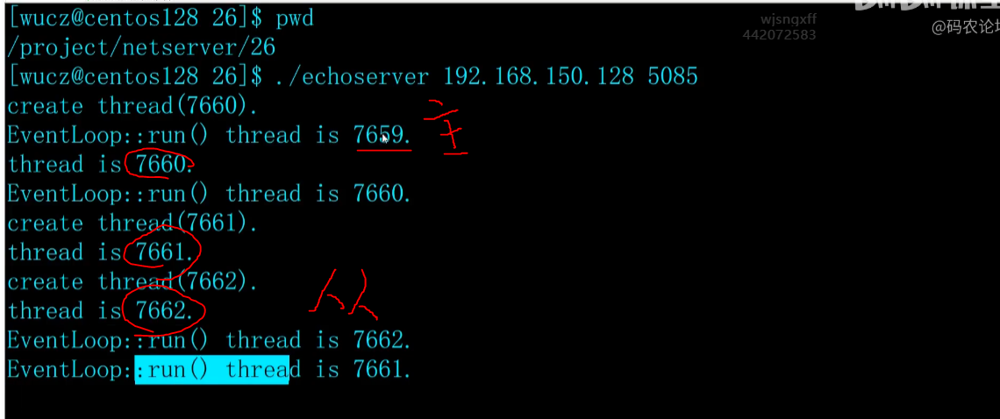 [wucz@centos128 26]$ pwd
wjsngxff
442072583
@码农论坛
/project/netserver/26
[wucz@centos128 26]$ ./echoserver 192.168.150.128 5085
create thread(7660).
EventLoop::run() thread is 7659.
主
thread is 7660.
EventLoop::run() thread is 7660.
create thread(7661).
thread is 7661.
create thread(7662).
从
thread is 7662.
EventLoop::run() thread is 7662.
EventLoop::run() thread is 7661.